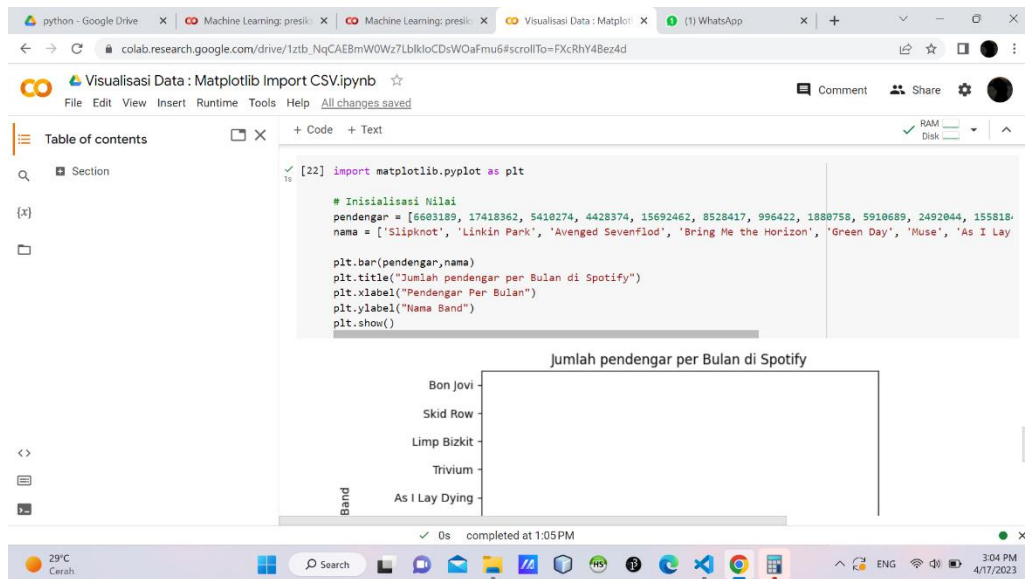 python - Google Drive
Machine Learning: presik
Machine Learning: presik
Visualisasi Data : Matplotl
(1) WhatsApp
colab.research.google.com/drive/1ztb_NqCAEBmW0Wz7LbIkIoCDsWOaFmu6#scrollTo=FXcRhY4Bez4d
Visualisasi Data : Matplotlib Import CSV.ipynb
Comment
Share
File Edit View Insert Runtime Tools Help All changes saved
Table of contents
+ Code + Text
RAM
Disk
Section
[22] import matplotlib.pyplot as plt
1s
# Inisialisasi Nilai
{x}
pendengar = [6603189, 17418362, 5410274, 4428374, 15692462, 8528417, 996422, 1880758, 5910689, 2492044, 155818
nama = ['Slipknot', 'Linkin Park', 'Avenged Sevenflod', 'Bring Me the Horizon', 'Green Day', 'Muse', 'As I Lay
plt.bar(pendengar,nama)
plt.title("Jumlah pendengar per Bulan di Spotify")
plt.xlabel("Pendengar Per Bulan")
plt.ylabel("Nama Band")
plt.show()
Jumlah pendengar per Bulan di Spotify
Bon Jovi
Skid Row
Limp Bizkit
Trivium
As I Lay Dying
Band
0s completed at 1:05 PM
29°C
Cerah
Search
ENG
3:04 PM
4/17/2023